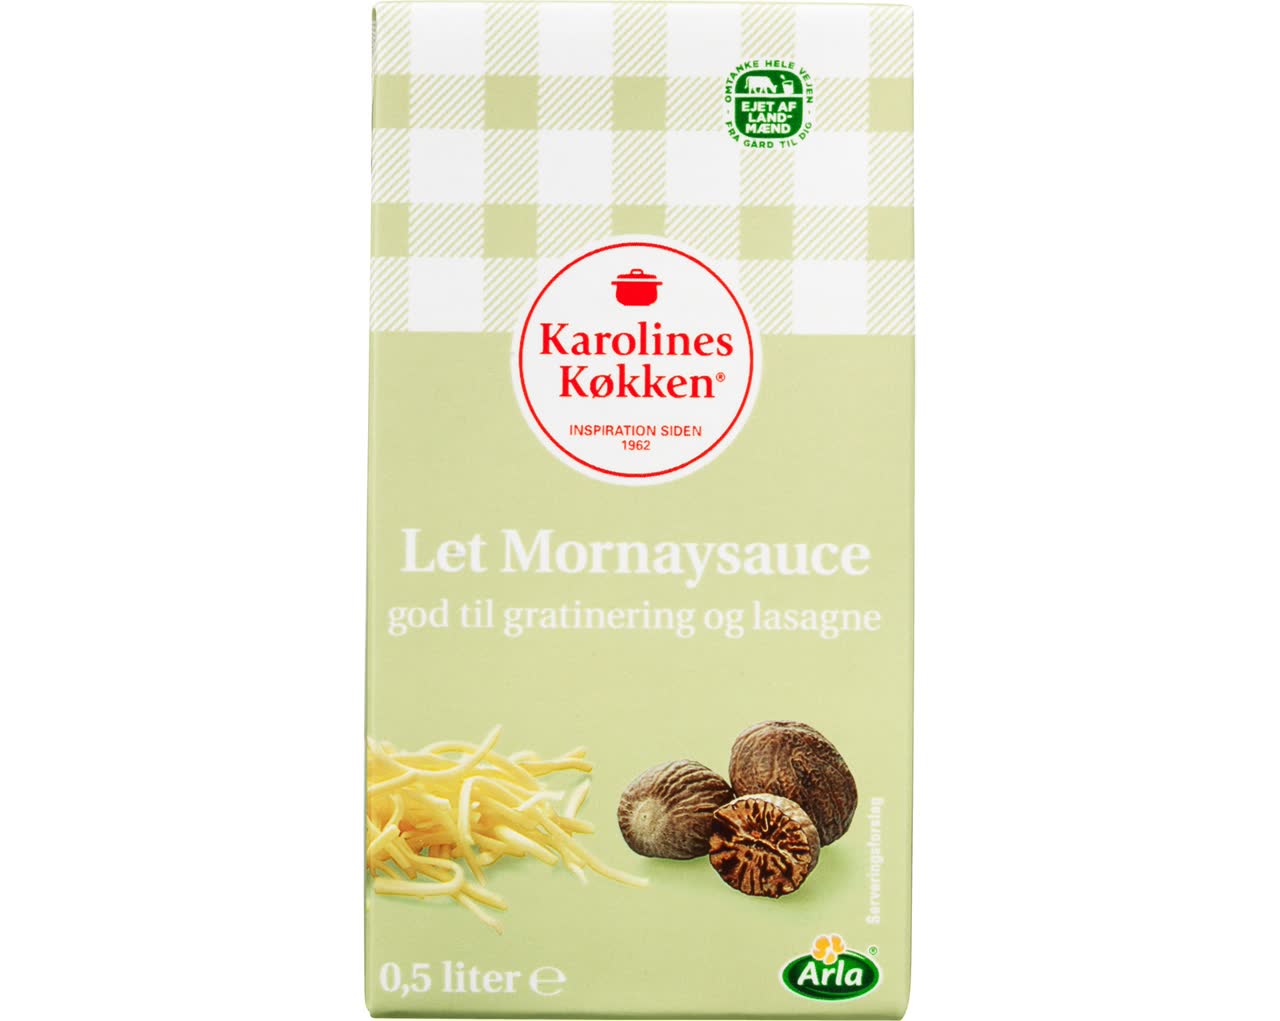 OMTANKE HELE VEJEN
EJET AF
LAND-
MÆND
FRA GÅRD TIL DIG
Karolines
Køkken®
INSPIRATION SIDEN
1962
Let Mornaysauce
god til gratinering og lasagne
Serveringsforslag
0,5 liter ℮
Arla®